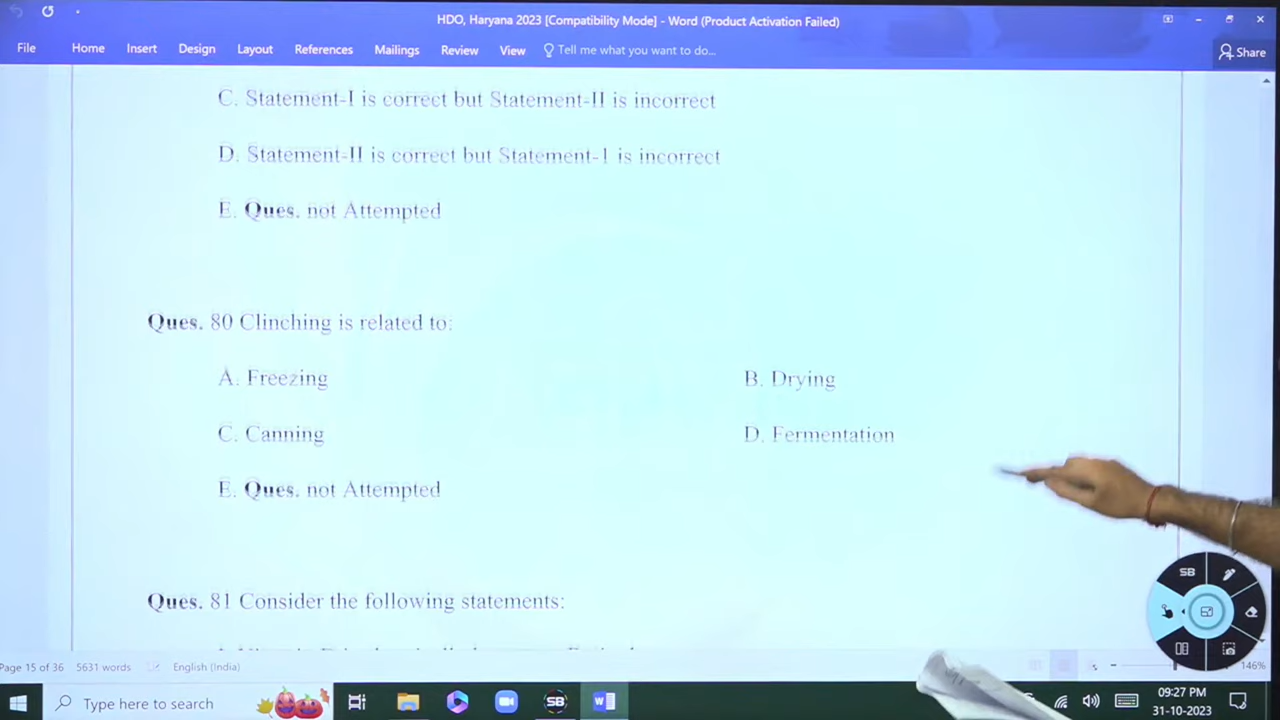 HDO, Haryana 2023 [Compatibility Mode] - Word (Product Activation Failed)
File Home Insert Design Layout References Mailings Review View Tell me what you want to do... Share
C. Statement-I is correct but Statement-II is incorrect
D. Statement-II is correct but Statement-1 is incorrect
E. Ques. not Attempted
Ques. 80 Clinching is related to:
A. Freezing B. Drying
C. Canning D. Fermentation
E. Ques. not Attempted
Ques. 81 Consider the following statements:
SB
Page 15 of 36 5631 words English (India) 146%
Type here to search
SB
09:27 PM
31-10-2023